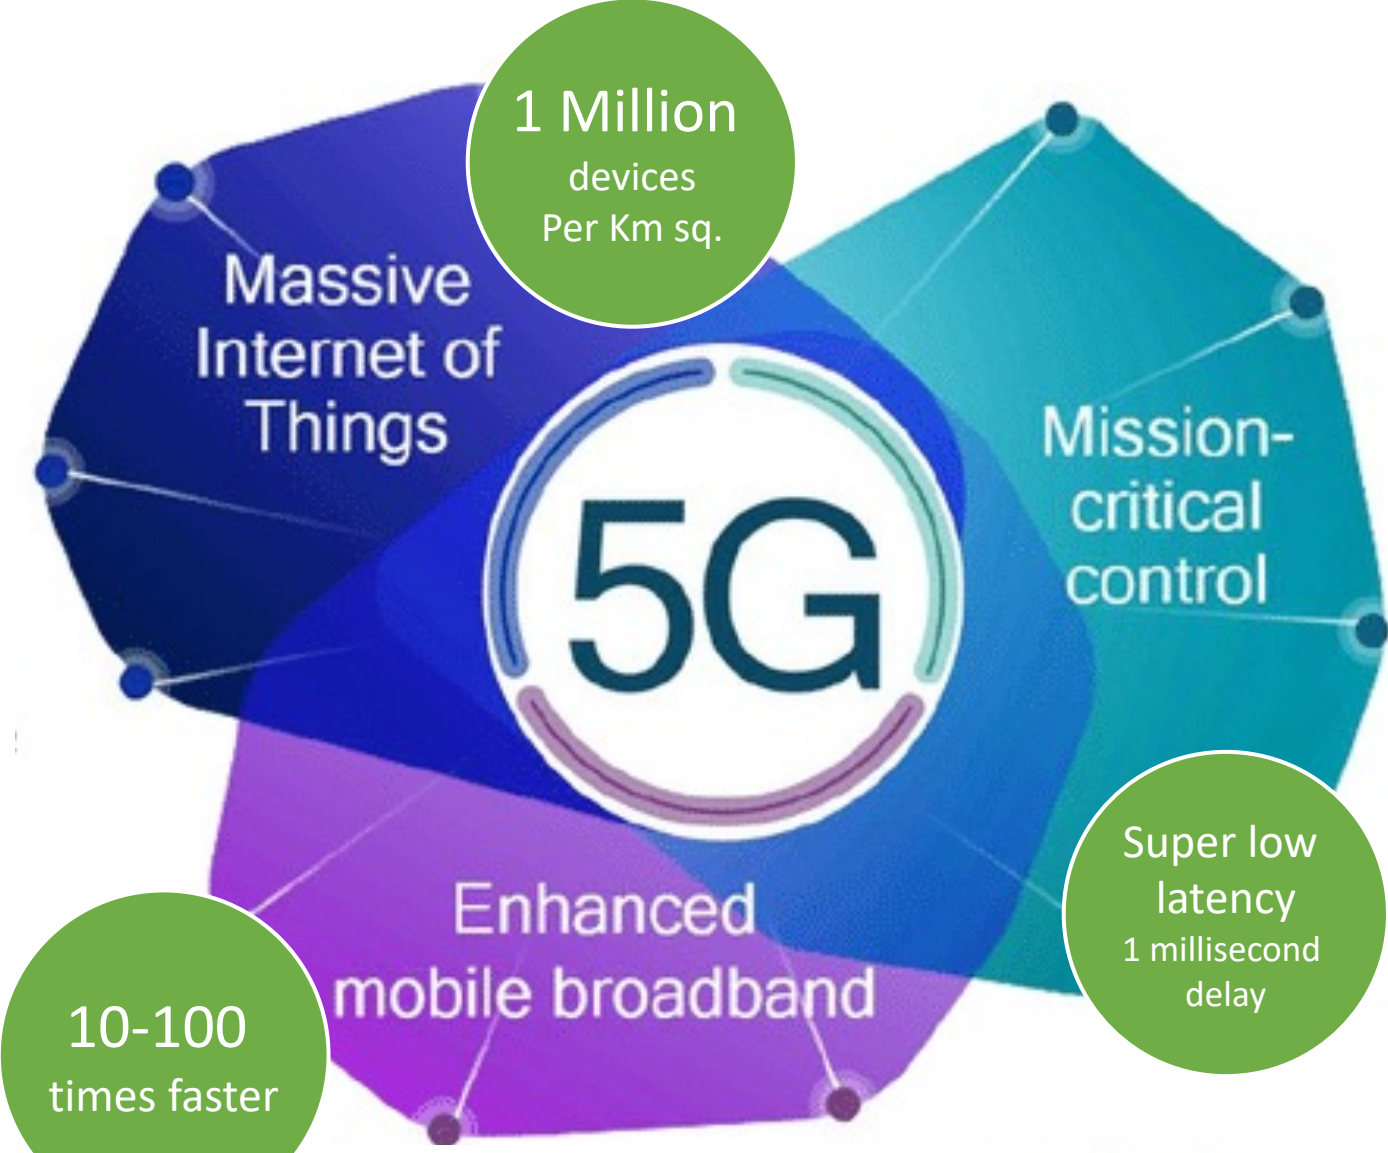 1 Million
devices
Per Km sq.
Massive
Internet of
Things
Mission-
critical
control
5G
Super low
latency
1 millisecond
delay
Enhanced
mobile broadband
10-100
times faster